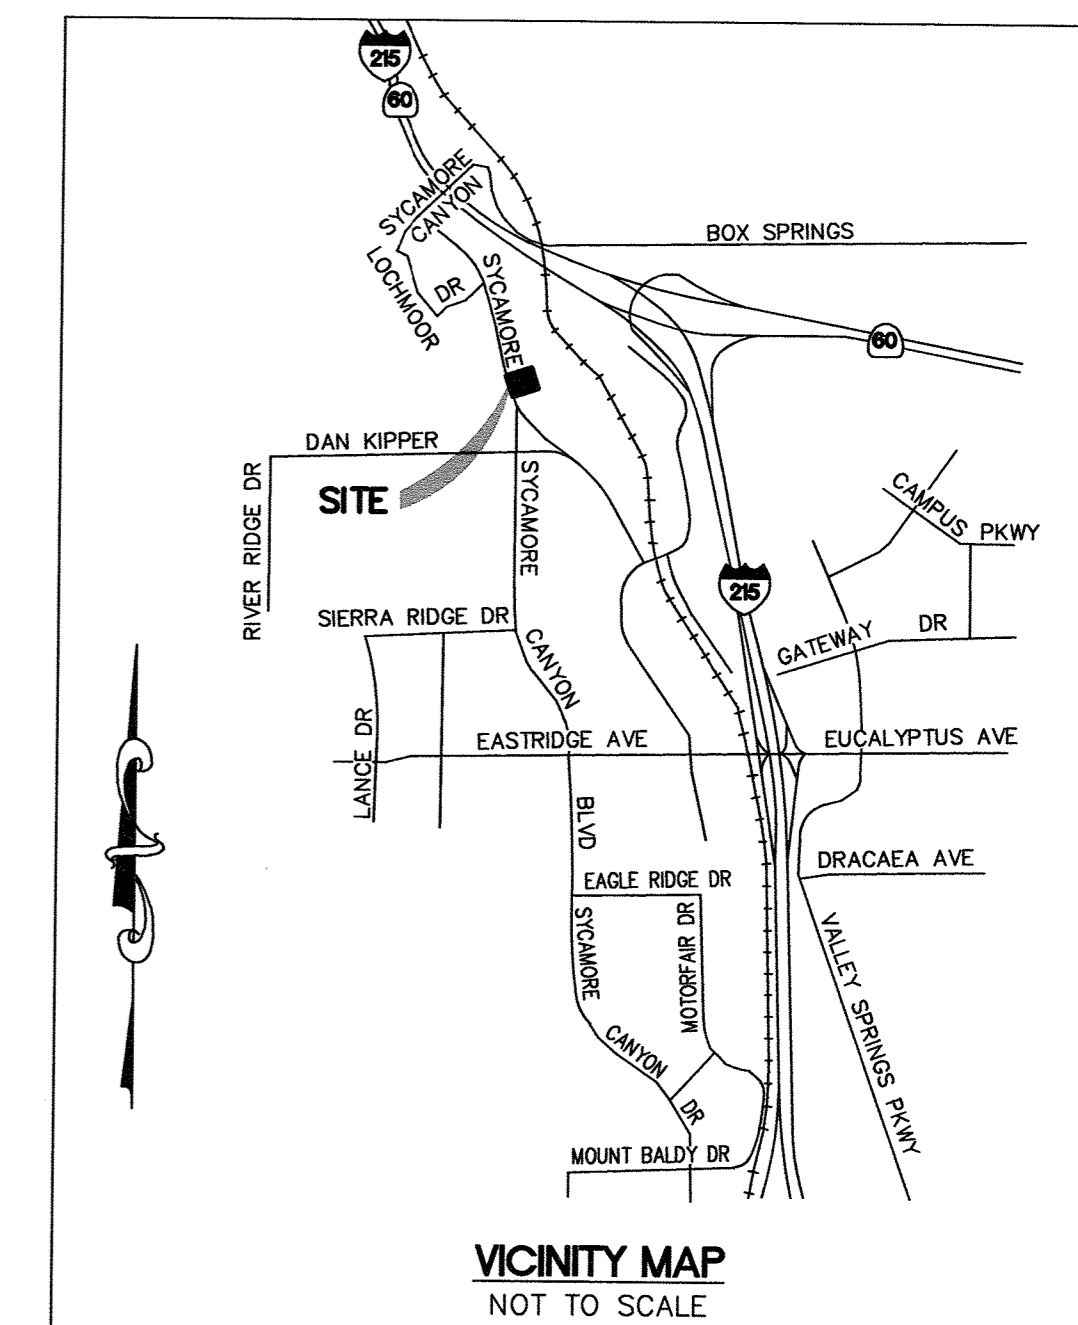 215
60
SYCAMORE
CANYON
BOX SPRINGS
LOCHMOOR
DR
SYCAMORE
60
DAN KIPPER
SITE
RIVER RIDGE DR
SYCAMORE
CAMPUS PKWY
215
SIERRA RIDGE DR
CANYON
GATEWAY DR
LANCE DR
EASTRIDGE AVE
EUCALYPTUS AVE
BLVD
DRACAEA AVE
EAGLE RIDGE DR
SYCAMORE
MOTORFAIR DR
VALLEY SPRINGS PKWY
CANYON
DR
MOUNT BALDY DR
VICINITY MAP
NOT TO SCALE